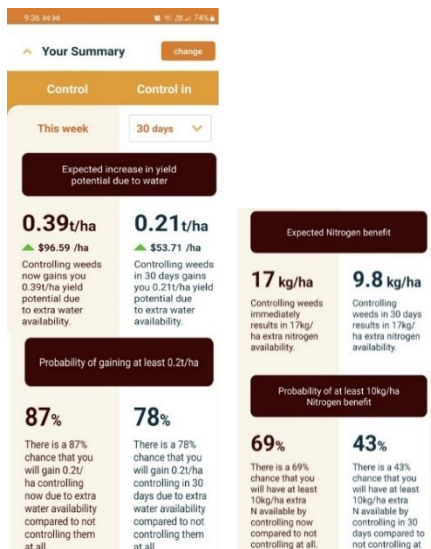 9:36
74%
Your Summary
change
Control
Control in
This week
30 days
Expected increase in yield
potential due to water
0.39t/ha
$96.59 /ha
Controlling weeds
now gains you
0.39t/ha yield
potential due
to extra water
availability.
0.21t/ha
$53.71 /ha
Controlling weeds
in 30 days gains
you 0.21t/ha yield
potential due
to extra water
availability.
Probability of gaining at least 0.2t/ha
87%
There is a 87%
chance that you
will gain 0.2t/
ha controlling
now due to extra
water availability
compared to not
controlling them
at all.
78%
There is a 78%
chance that you
will gain 0.2t/ha
controlling in 30
days due to extra
water availability
compared to not
controlling them
at all
Expected Nitrogen benefit
17 kg/ha
Controlling weeds
immediately
results in 17kg/
ha extra nitrogen
availability.
9.8 kg/ha
Controlling
weeds in 30 days
results in 17kg/
ha extra nitrogen
availability.
Probability of at least 10kg/ha
Nitrogen benefit
69%
There is a 69%
chance that you
will have at least
10kg/ha extra
N available by
controlling now
compared to not
controlling at all.
43%
There is a 43%
chance that you
will have at least
10kg/ha extra
N available by
controlling in 30
days compared to
not controlling at